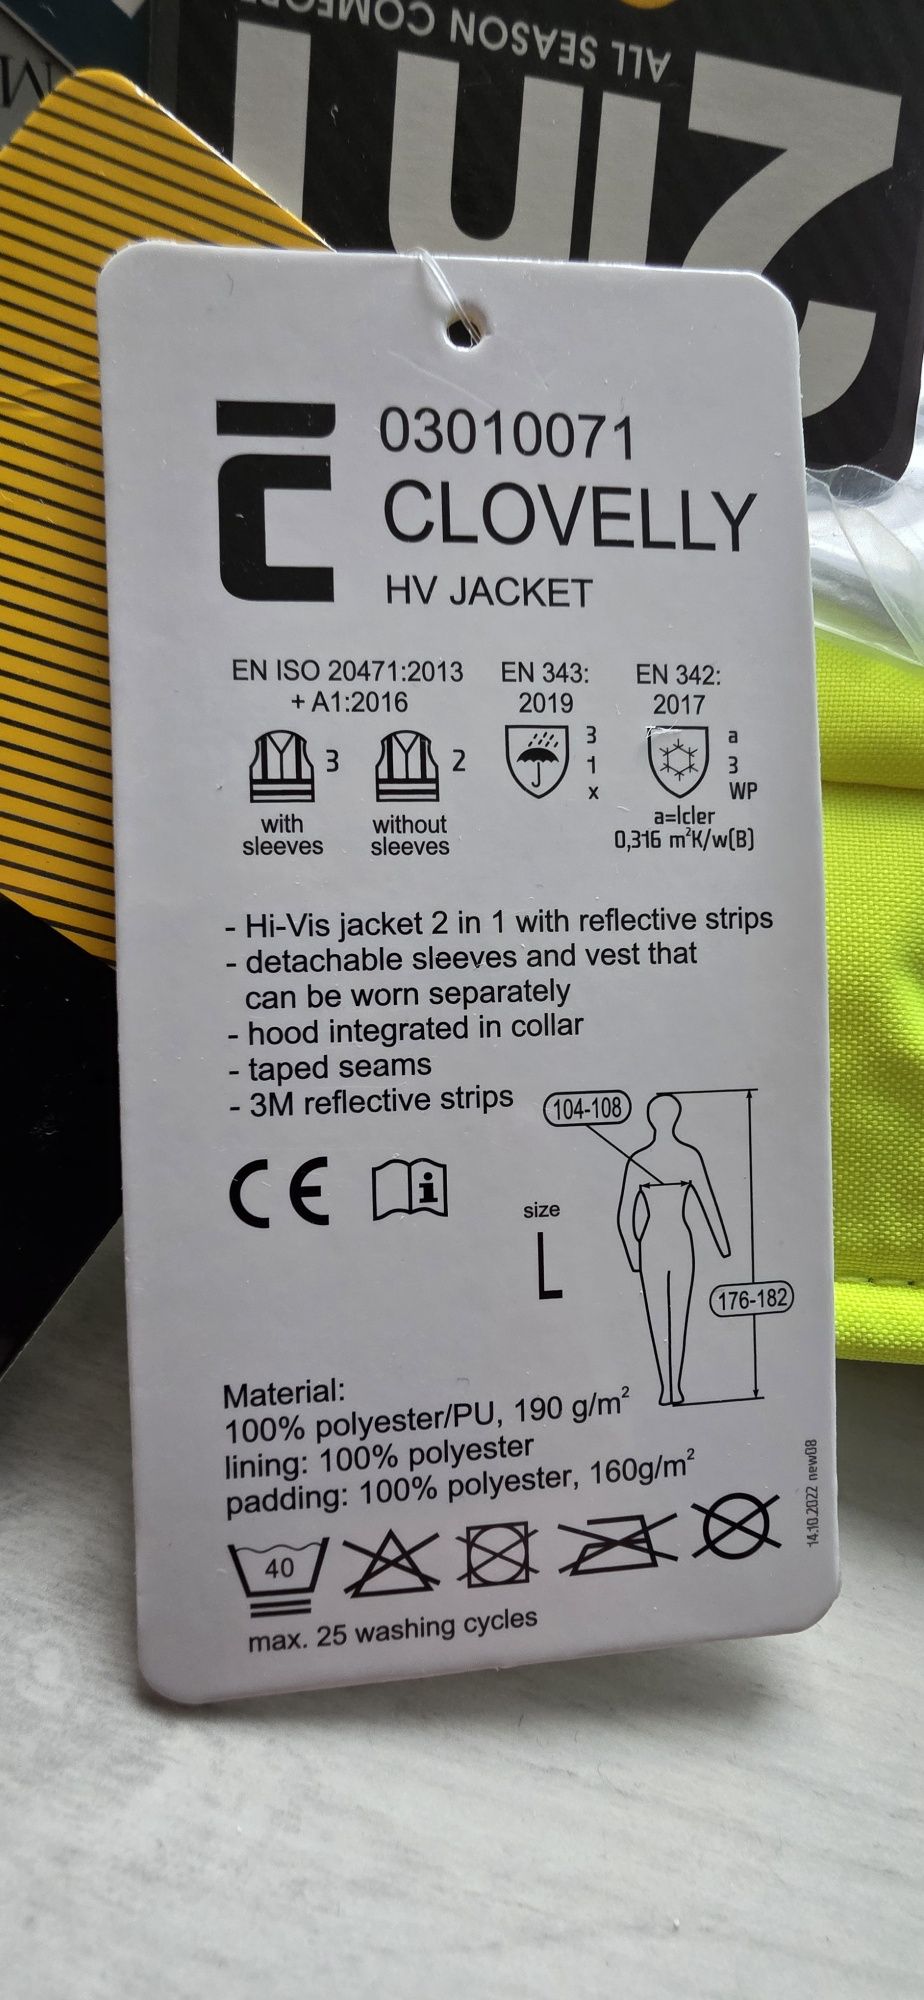 ALL SEASON COMFOR
2IN1
03010071
CLOVELLY
HV JACKET
EN ISO 20471:2013
+ A1:2016
3
with
sleeves
2
without
sleeves
EN 343:
2019
3
1
x
EN 342:
2017
a
3
WP
a=Icler
0,316 m²K/w(B)
- Hi-Vis jacket 2 in 1 with reflective strips
- detachable sleeves and vest that
can be worn separately
- hood integrated in collar
- taped seams
- 3M reflective strips
104-108
CE
i
size
L
176-182
Material:
100% polyester/PU, 190 g/m²
lining: 100% polyester
padding: 100% polyester, 160g/m²
40
max. 25 washing cycles
14.10.2022 new08